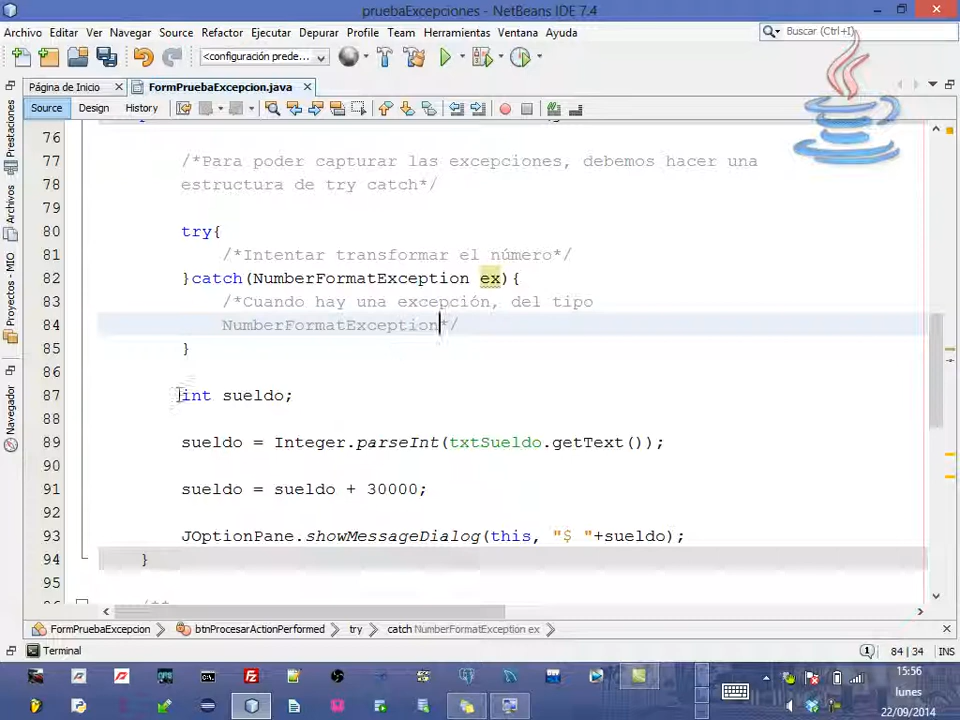 pruebaExcepciones - NetBeans IDE 7.4
Archivo Editar Ver Navegar Source Refactor Ejecutar Depurar Profile Team Herramientas Ventana Ayuda
Buscar (Ctrl+I)
<configuración prede...
Página de Inicio
FormPruebaExcepcion.java
Source Design History
Prestaciones
Archivos
Proyectos - MIO
Navegador
76
77 /*Para poder capturar las excepciones, debemos hacer una
78 estructura de try catch*/
79
80 try{
81 /*Intentar transformar el número*/
82 }catch(NumberFormatException ex){
83 /*Cuando hay una excepción, del tipo
84 NumberFormatException*/
85 }
86
87 int sueldo;
88
89 sueldo = Integer.parseInt(txtSueldo.getText());
90
91 sueldo = sueldo + 30000;
92
93 JOptionPane.showMessageDialog(this, "$ "+sueldo);
94 }
95
/**
FormPruebaExcepcion btnProcesarActionPerformed try catch NumberFormatException ex
Terminal
1 84 | 34 INS
15:56
lunes
22/09/2014